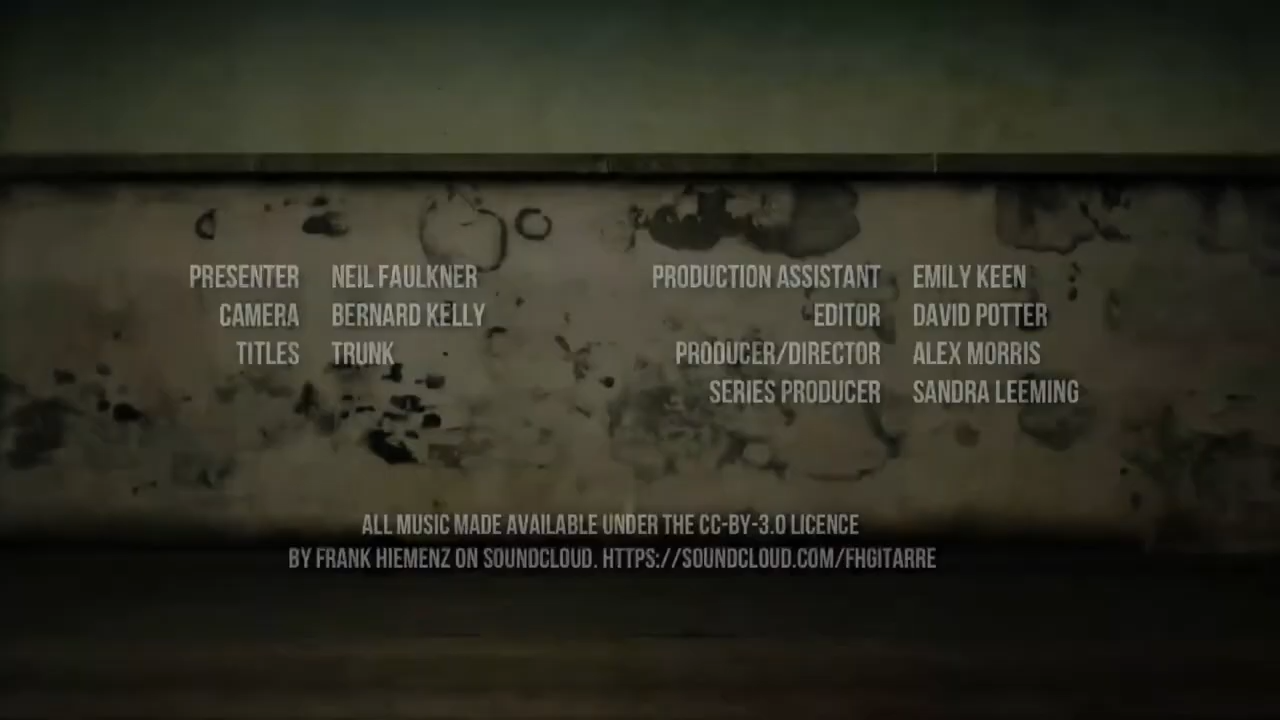 PRESENTER NEIL FAULKNER
CAMERA BERNARD KELLY
TITLES TRUNK
PRODUCTION ASSISTANT EMILY KEEN
EDITOR DAVID POTTER
PRODUCER/DIRECTOR ALEX MORRIS
SERIES PRODUCER SANDRA LEEMING
ALL MUSIC MADE AVAILABLE UNDER THE CC-BY-3.0 LICENCE
BY FRANK HIEMENZ ON SOUNDCLOUD. HTTPS://SOUNDCLOUD.COM/FHGITARRE